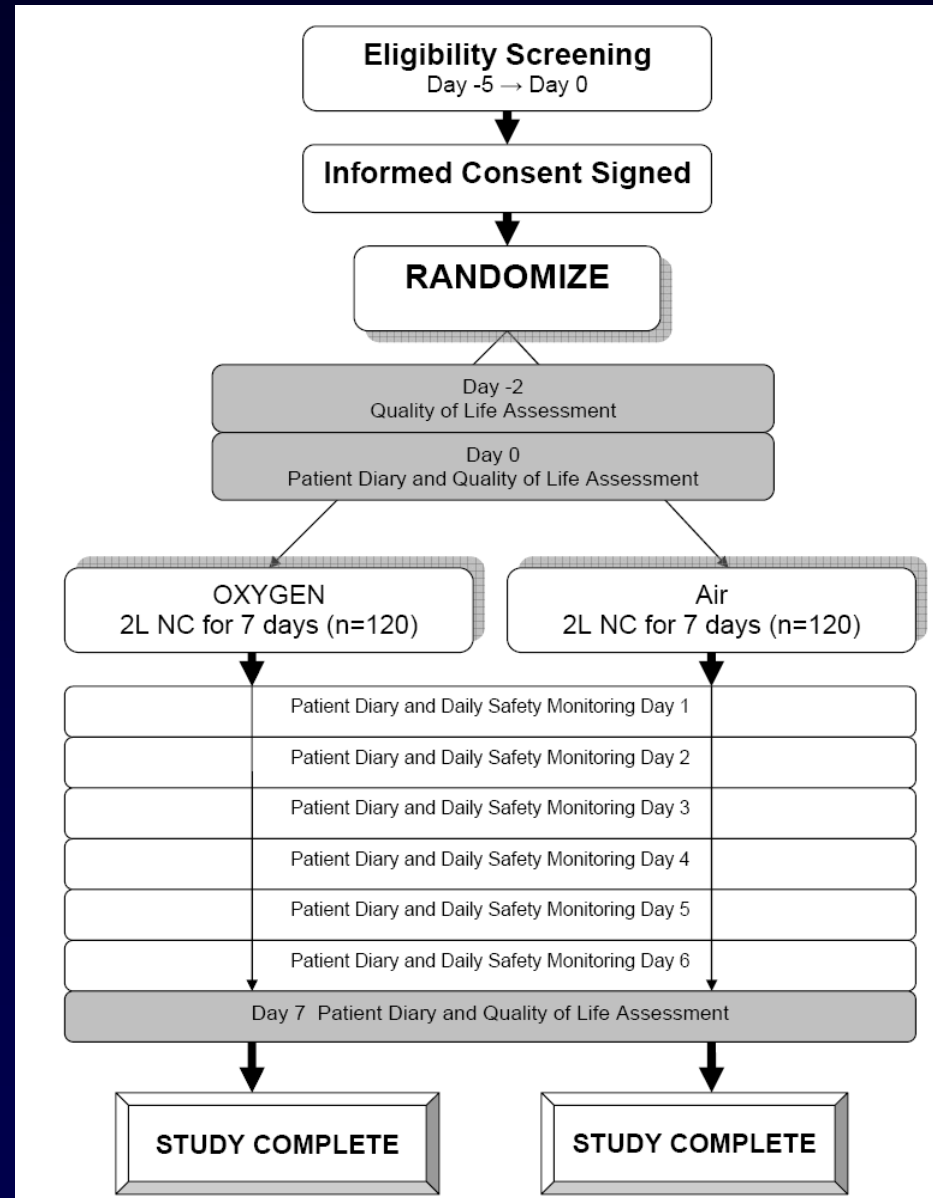 Eligibility Screening
Day -5 → Day 0
Informed Consent Signed
RANDOMIZE
Day -2
Quality of Life Assessment
Day 0
Patient Diary and Quality of Life Assessment
OXYGEN
2L NC for 7 days (n=120)
Air
2L NC for 7 days (n=120)
Patient Diary and Daily Safety Monitoring Day 1
Patient Diary and Daily Safety Monitoring Day 2
Patient Diary and Daily Safety Monitoring Day 3
Patient Diary and Daily Safety Monitoring Day 4
Patient Diary and Daily Safety Monitoring Day 5
Patient Diary and Daily Safety Monitoring Day 6
Day 7  Patient Diary and Quality of Life Assessment
STUDY COMPLETE
STUDY COMPLETE